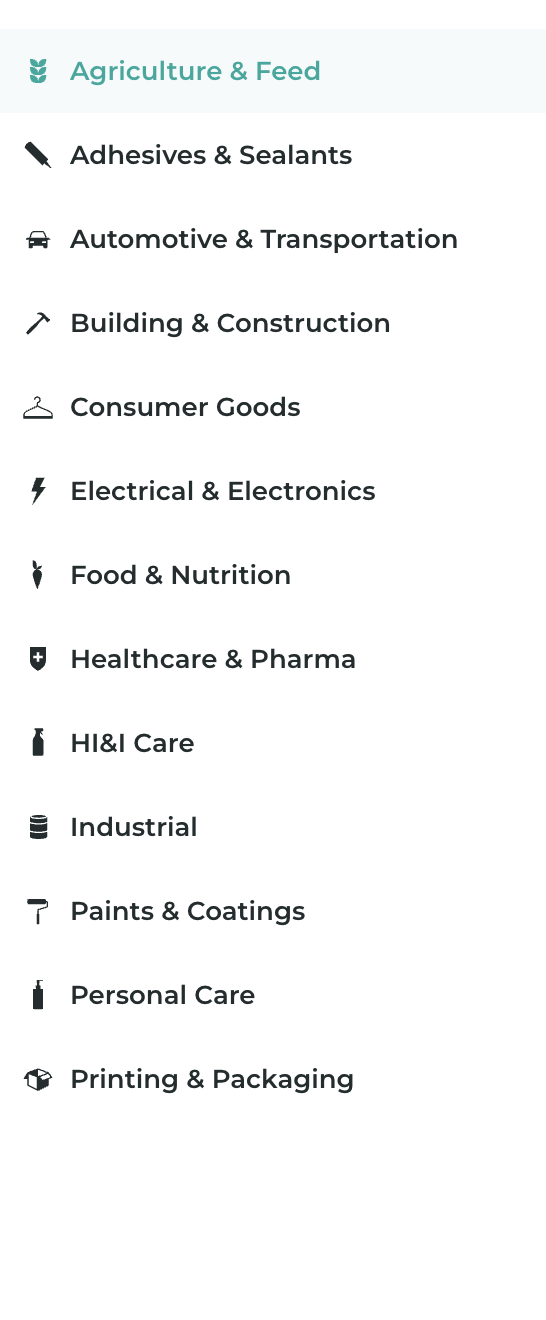 Agriculture & Feed
Adhesives & Sealants
Automotive & Transportation
Building & Construction
Consumer Goods
Electrical & Electronics
Food & Nutrition
Healthcare & Pharma
HI&I Care
Industrial
Paints & Coatings
Personal Care
Printing & Packaging